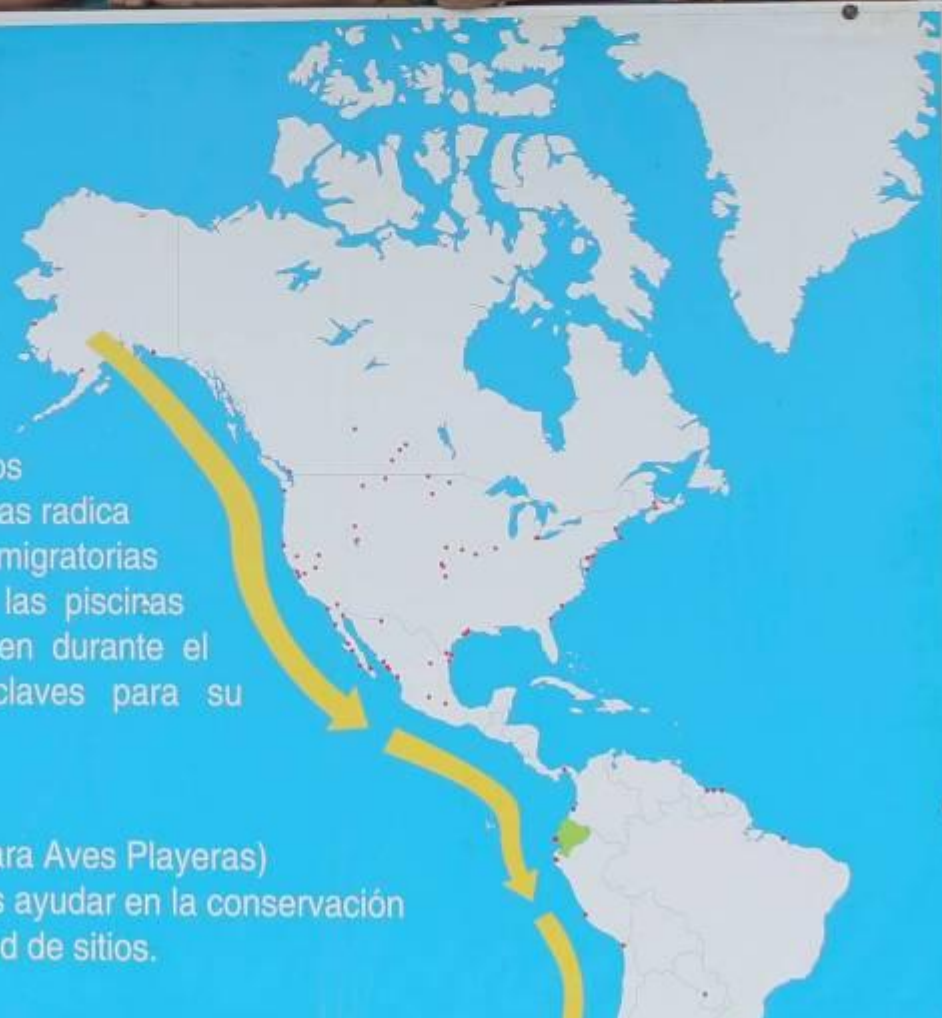 os
as radica
migratorias
las piscinas
en durante el
claves para su
ara Aves Playeras)
s ayudar en la conservación
d de sitios.